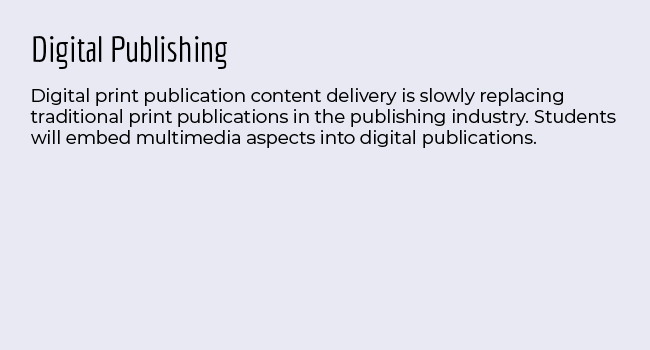 Digital Publishing
Digital print publication content delivery is slowly replacing
traditional print publications in the publishing industry. Students
will embed multimedia aspects into digital publications.